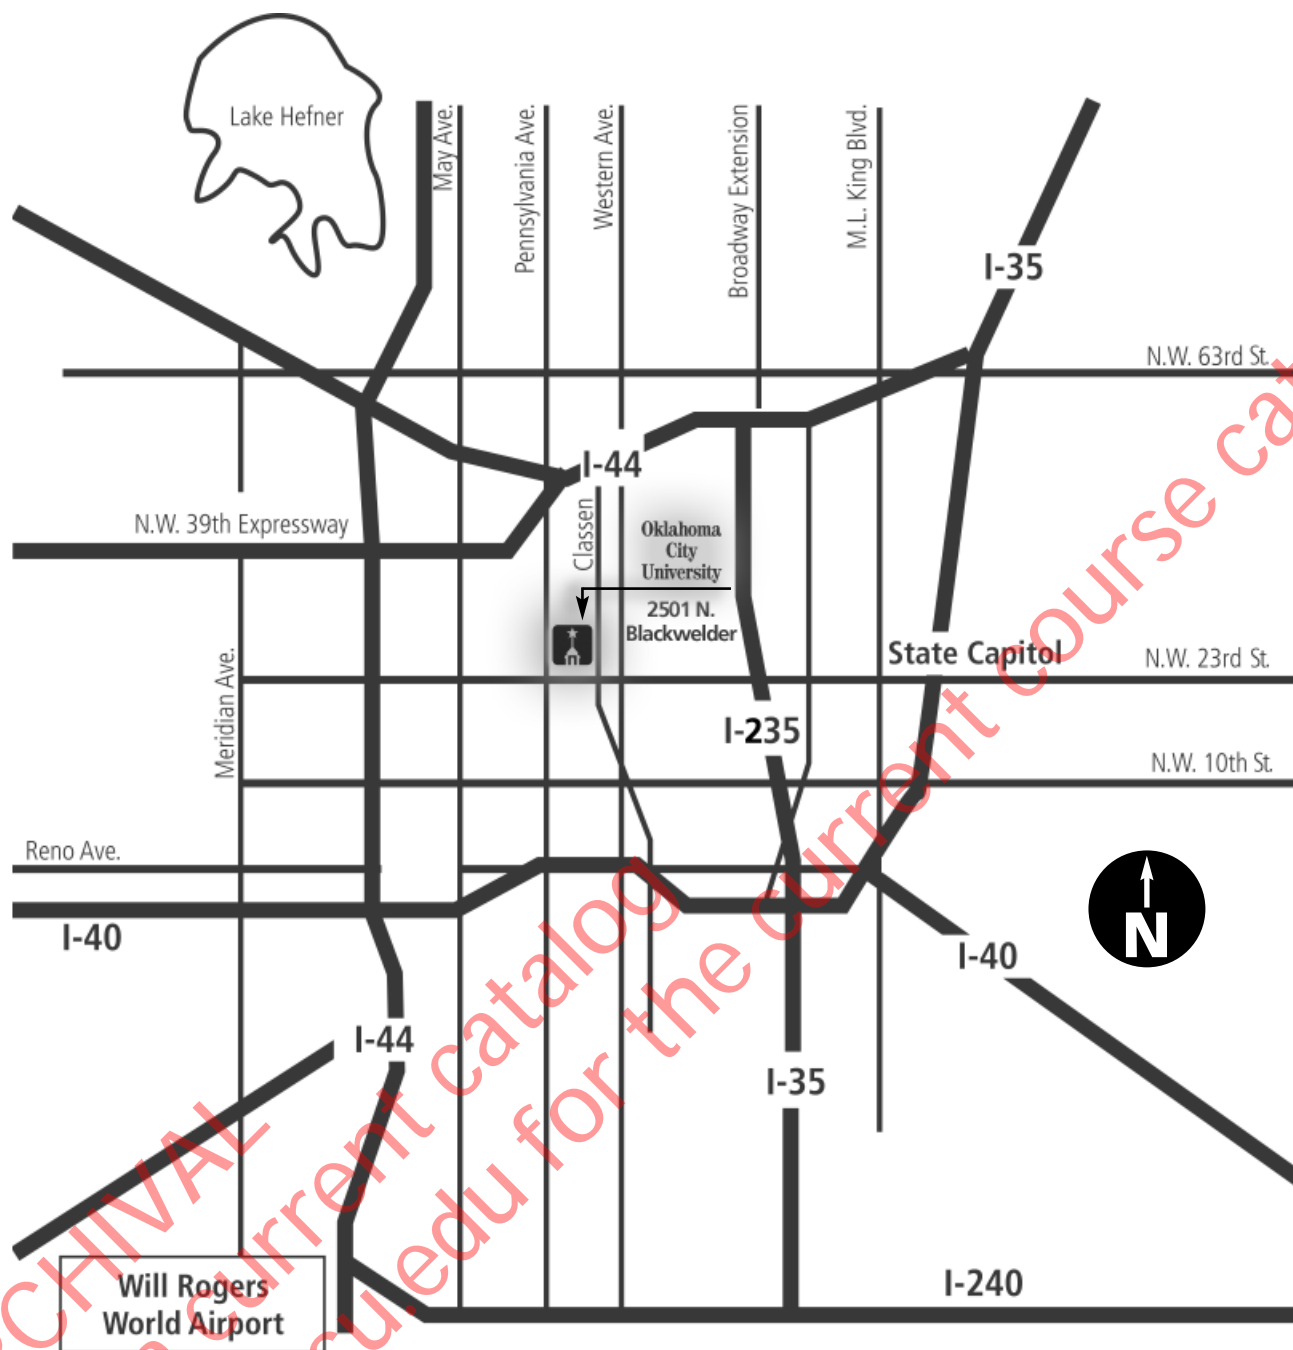 Lake Hefner
May Ave.
Pennsylvania Ave.
Western Ave.
Broadway Extension
M.L. King Blvd.
I-35
N.W. 63rd St.
I-44
N.W. 39th Expressway
Classen
Oklahoma
City
University
2501 N.
Blackwelder
State Capitol
N.W. 23rd St.
Meridian Ave.
I-235
N.W. 10th St.
Reno Ave.
I-40
N
I-40
I-44
I-35
I-240
Will Rogers
World Airport
CHIVAL
current catalog
cu.edu for the current course cat